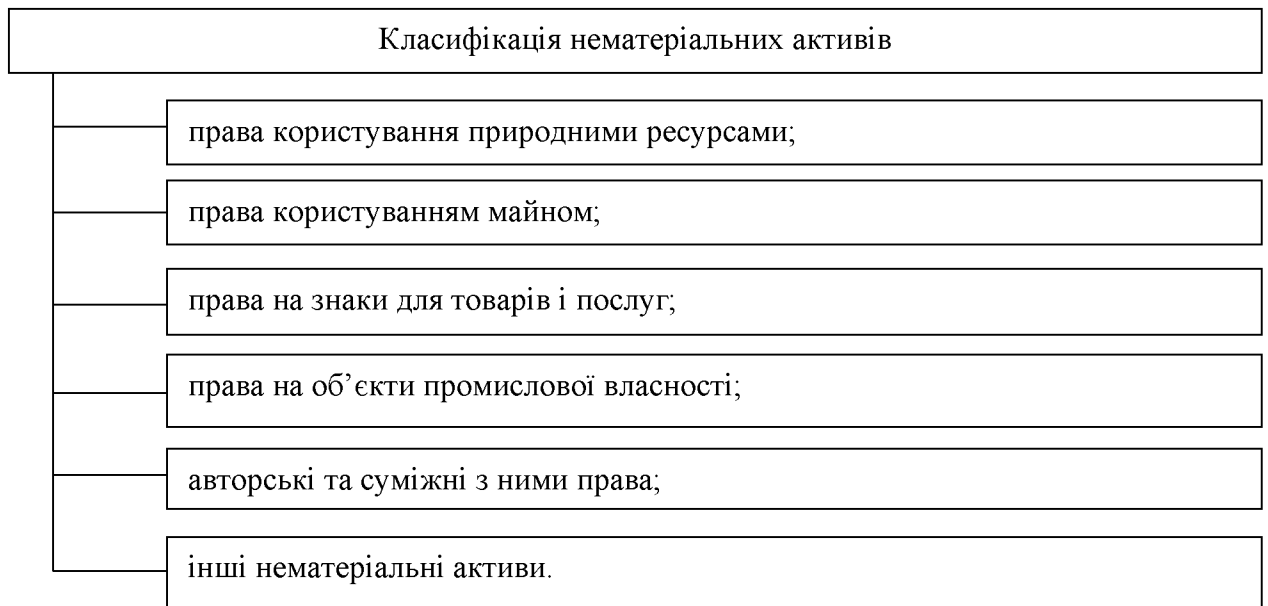 Класифікація нематеріальних активів
права користування природними ресурсами;
права користуванням майном;
права на знаки для товарів і послуг;
права на об’єкти промислової власності;
авторські та суміжні з ними права;
інші нематеріальні активи.